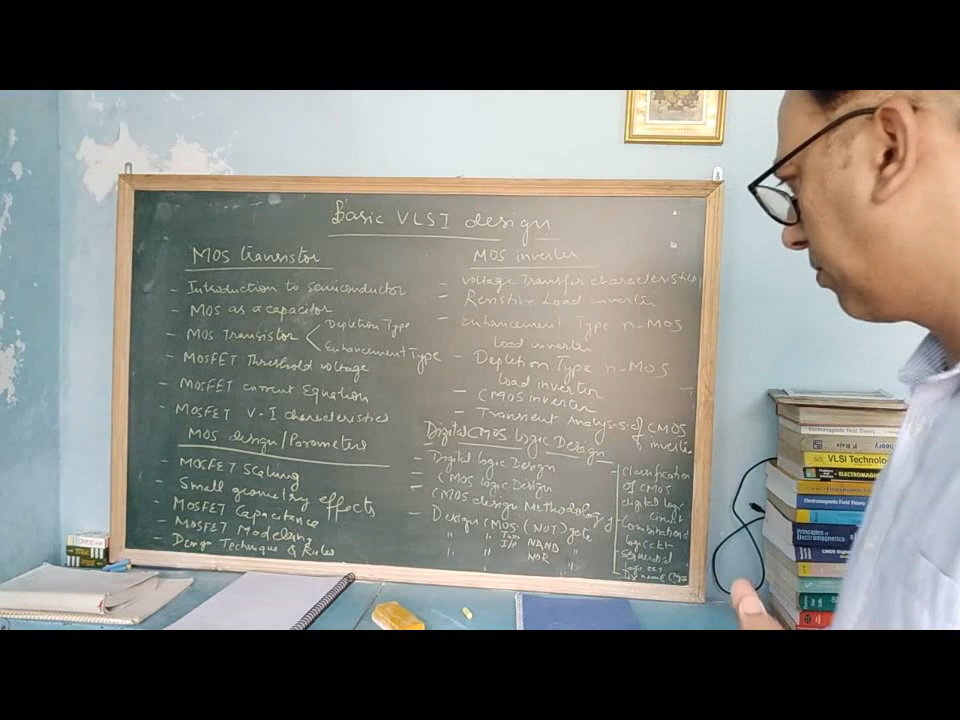 Basic VLSI design
MOS transistor
- Introduction to semiconductor
- MOS as a capacitor
- MOS Transistor < Depletion Type
Enhancement Type
- MOSFET Threshold voltage
- MOSFET current Equation
- MOSFET V-I characteristics
MOS design/Parameters
- MOSFET Scaling
- Small geometry effects
MOSFET Capacitance
- MOSFET Modelling
- Design Technique & Rules
MOS inverter
- Voltage Transfer characteristics
- Resistive Load inverter
- Enhancement Type n-MOS
load inverter
- Depletion Type n-MOS
load inverter
- CMOS inverter
- Transient Analysis of CMOS
inverter
Digital CMOS logic Design
- Digital logic Design
- CMOS logic Design
CMOS design Methodology
- Design CMOS (NOT) gate
" " Two NAND "
I/P
" " NOR "
Classification
of CMOS
digital logic
circuit
logic ckt
Electromagnetic Field Theory
VLSI Technology
ELECTROMAGNE
Electromagnetic Field
Principles of
Electromagnetics
CMOS Digital